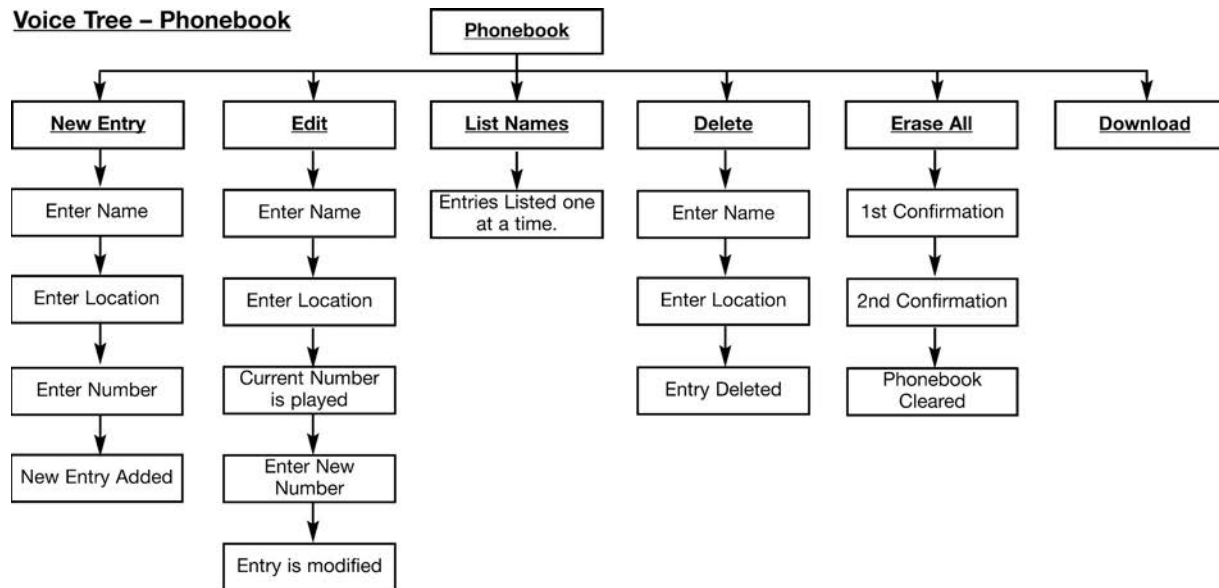 Voice Tree – Phonebook
Phonebook
New Entry
Edit
List Names
Delete
Erase All
Download
Enter Name
Enter Name
Entries Listed one
at a time.
Enter Name
1st Confirmation
Enter Location
Enter Location
Enter Location
2nd Confirmation
Enter Number
Current Number
is played
Entry Deleted
Phonebook
Cleared
New Entry Added
Enter New
Number
Entry is modified